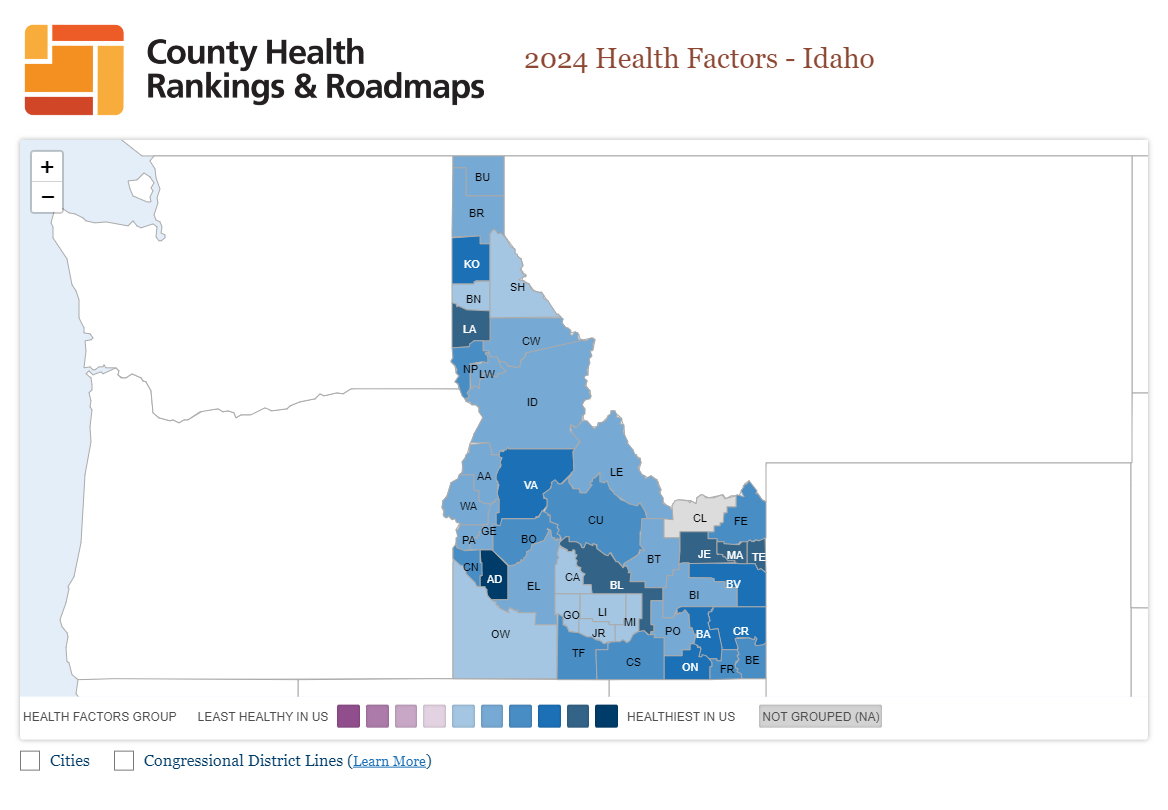 County Health
Rankings & Roadmaps
2024 Health Factors - Idaho
+
−
BU
BR
KO
SH
BN
LA
CW
NP
LW
ID
LE
AA
VA
WA
CL
CU
FE
GE
PA
BO
BT
JE
MA
TE
CN
AD
EL
CA
BL
BV
BI
GO
LI
MI
OW
JR
PO
BA
CR
TF
CS
ON
FR
BE
HEALTH FACTORS GROUP LEAST HEALTHY IN US HEALTHIEST IN US NOT GROUPED (NA)
Cities Congressional District Lines (Learn More)